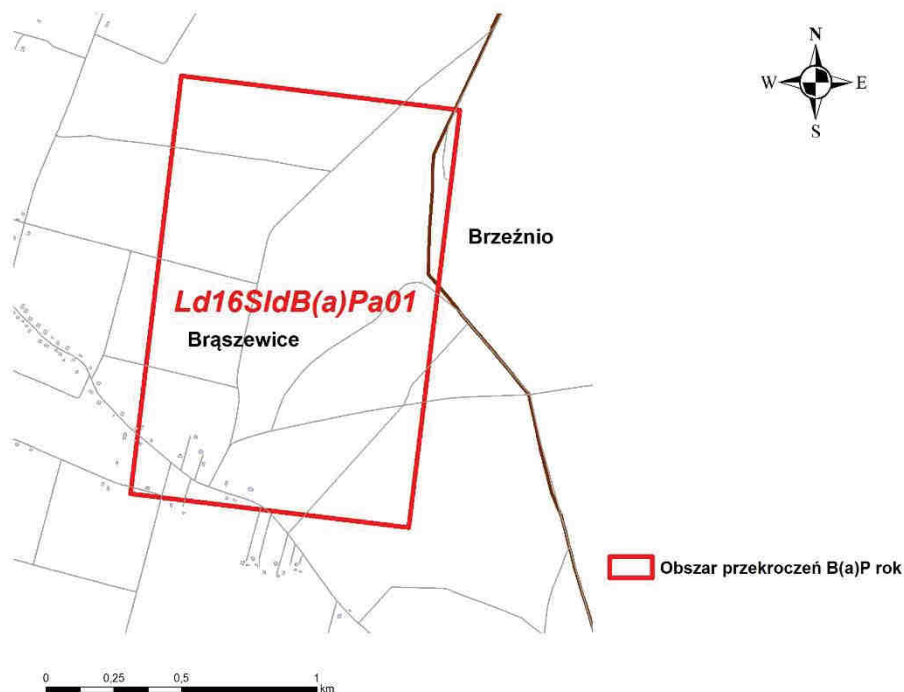 N
W E
S
Brzeźnio
Ld16SldB(a)Pa01
Brąszewice
Obszar przekroczeń B(a)P rok
0 0,25 0,5 1
km